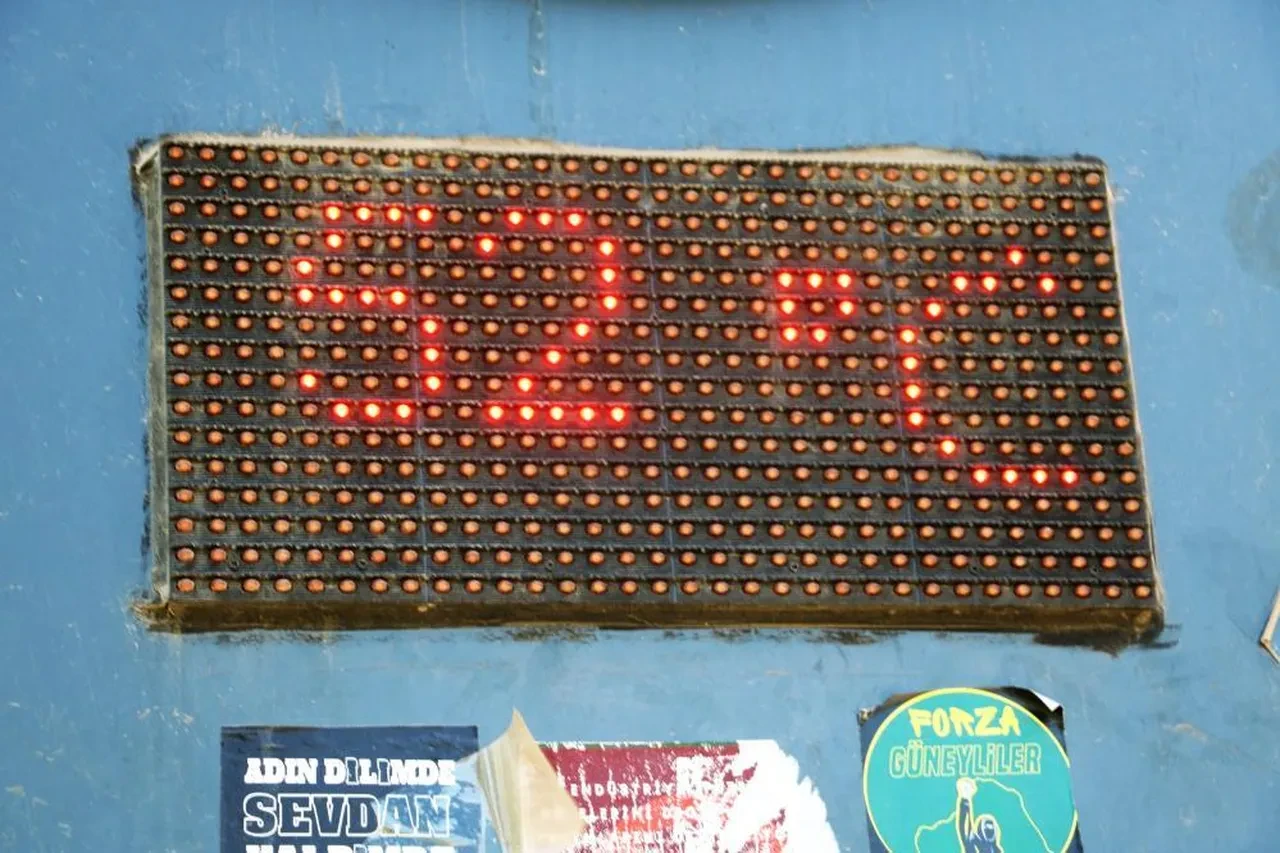 52 °C
ADIN DİLİMDE
SEVDAN
FORZA
GÜNEYLİLER